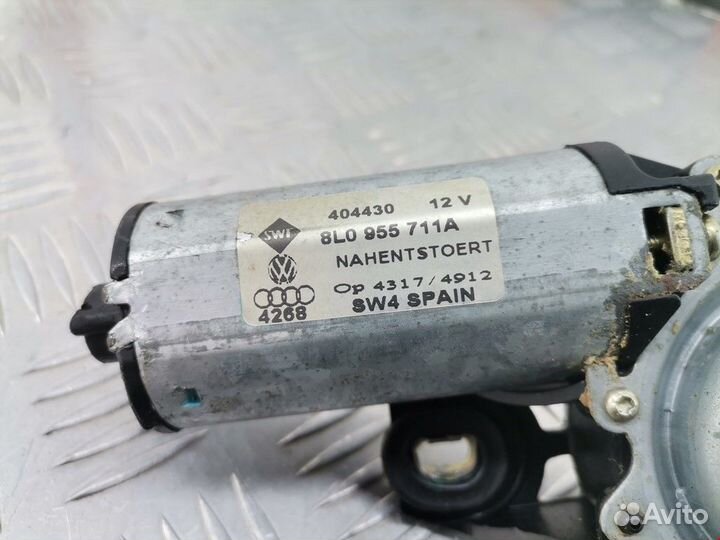 404430 12 V
SWF 8L0 955 711A
NAHENTSTOERT
Op 4317/4912
4268 SW4 SPAIN
Avito